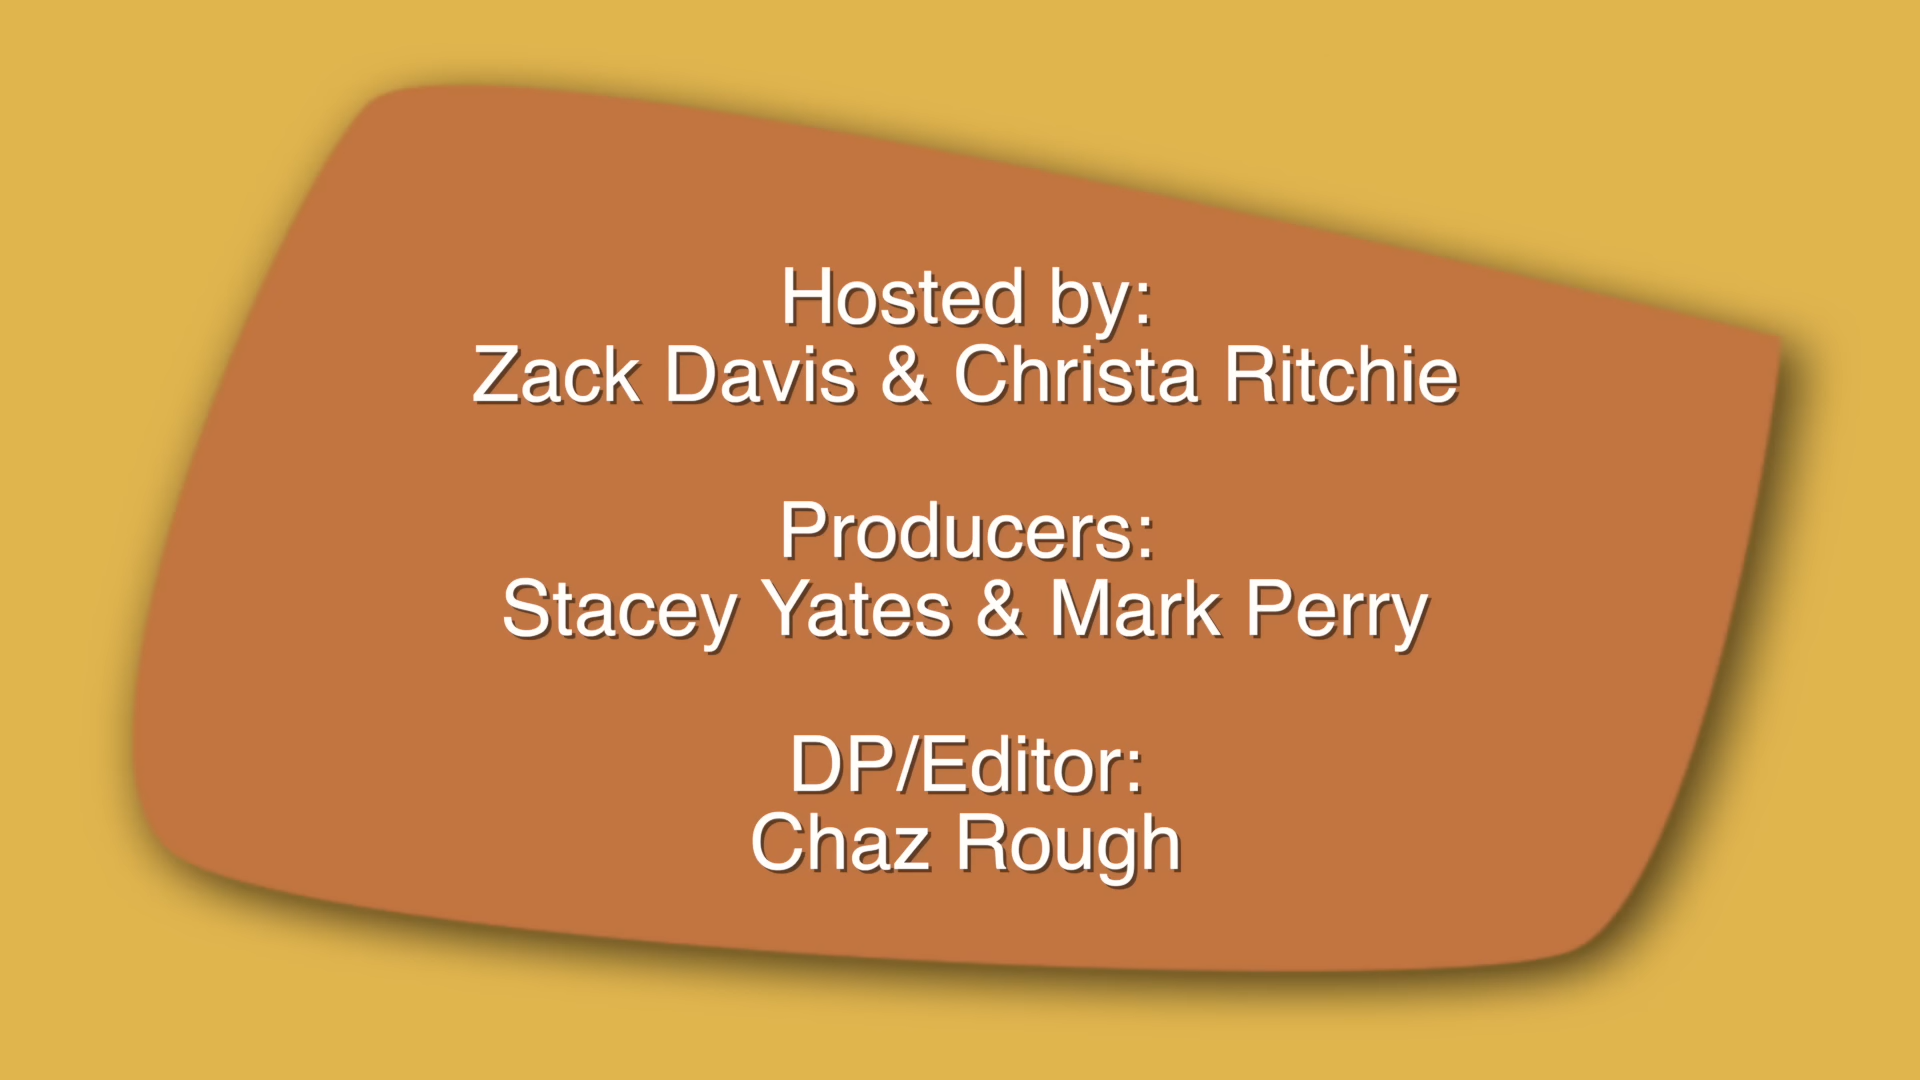 Hosted by:
Zack Davis & Christa Ritchie
Producers:
Stacey Yates & Mark Perry
DP/Editor:
Chaz Rough